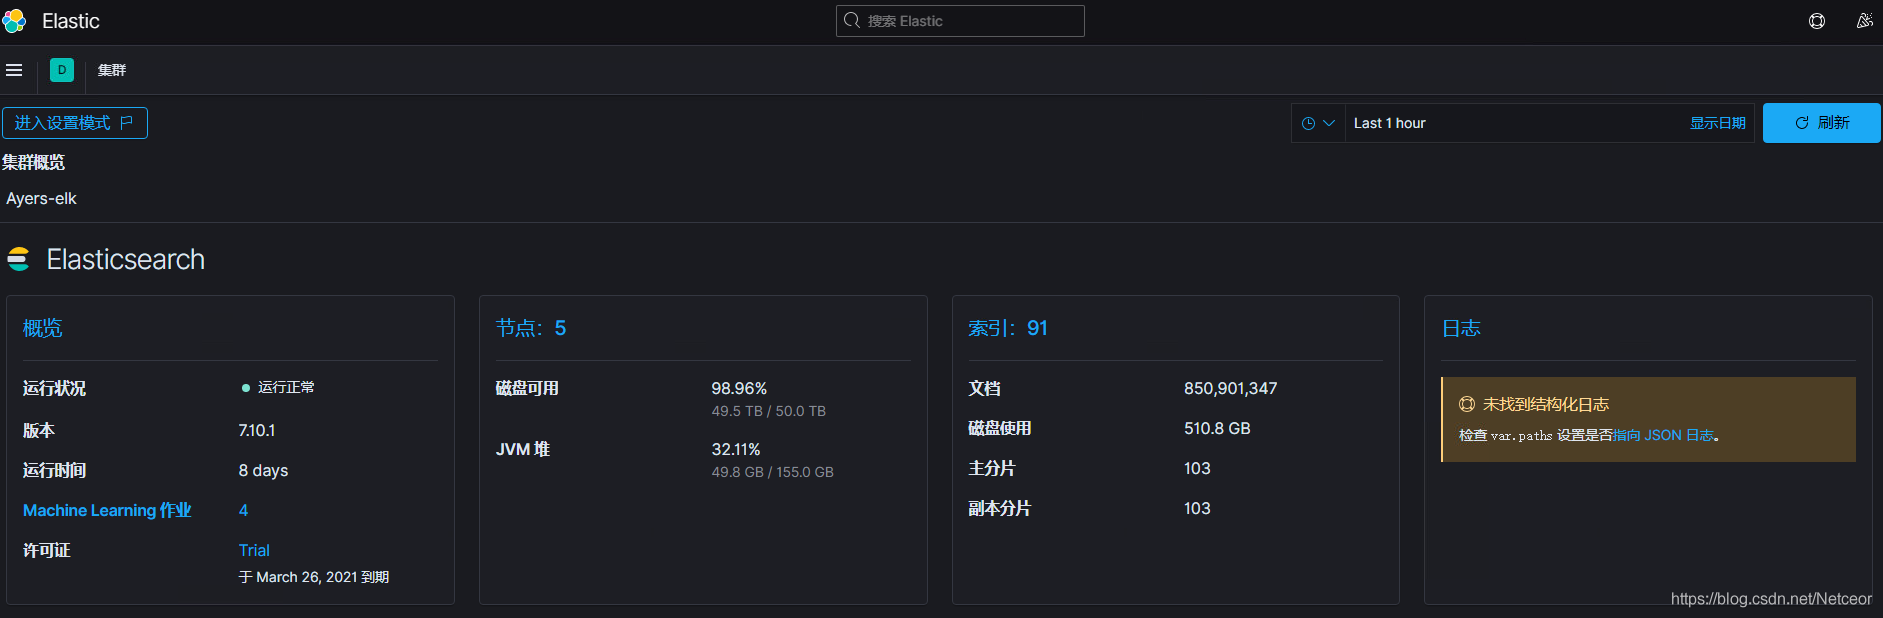 Elastic
搜索 Elastic
D
集群
进入设置模式
Last 1 hour
显示日期
刷新
集群概览
Ayers-elk
Elasticsearch
概览
运行状况 运行正常
版本 7.10.1
运行时间 8 days
Machine Learning 作业 4
许可证 Trial
于 March 26, 2021 到期
节点：5
磁盘可用 98.96%
49.5 TB / 50.0 TB
JVM 堆 32.11%
49.8 GB / 155.0 GB
索引：91
文档 850,901,347
磁盘使用 510.8 GB
主分片 103
副本分片 103
日志
未找到结构化日志
检查 var.paths 设置是否指向 JSON 日志。
https://blog.csdn.net/Netceor